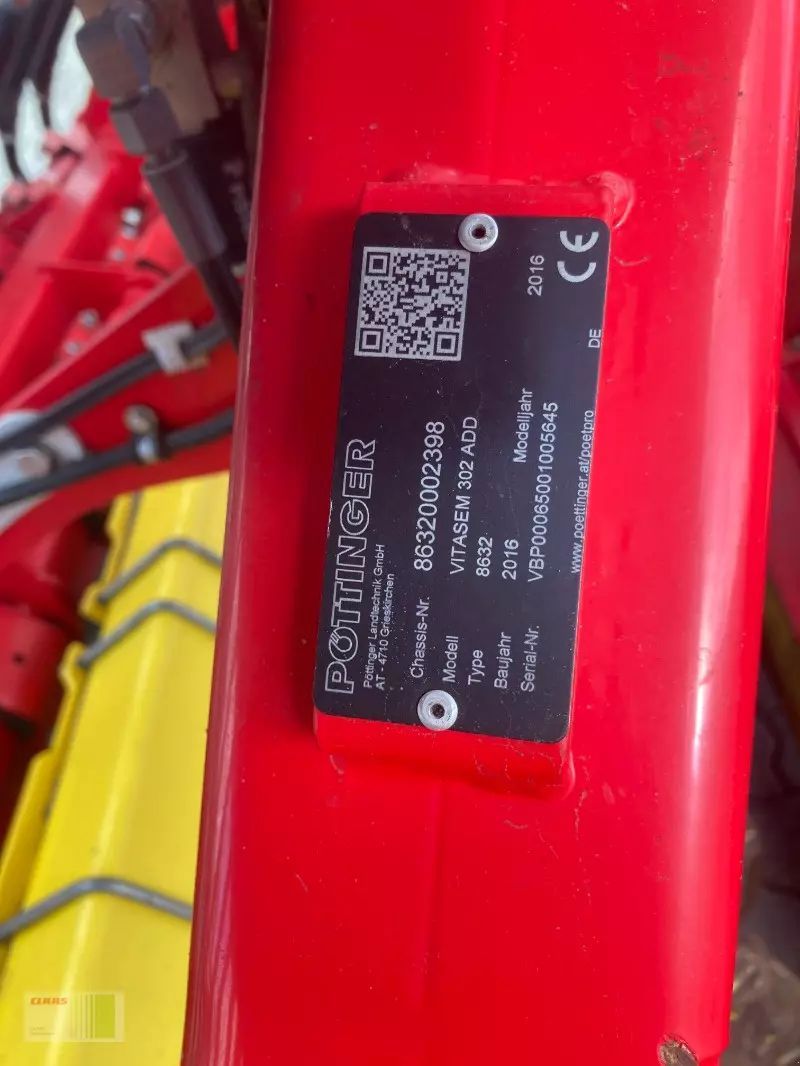 PÖTTINGER
Pöttinger Landtechnik GmbH
AT - 4710 Grieskirchen
Chassis-Nr. 86320002398
Modell VITASEM 302 ADD
Type 8632
Baujahr 2016 Modelljahr 2016
Serial-Nr. VBP00065001005645
www.poettinger.at/poetpro DE
CE
CLAAS